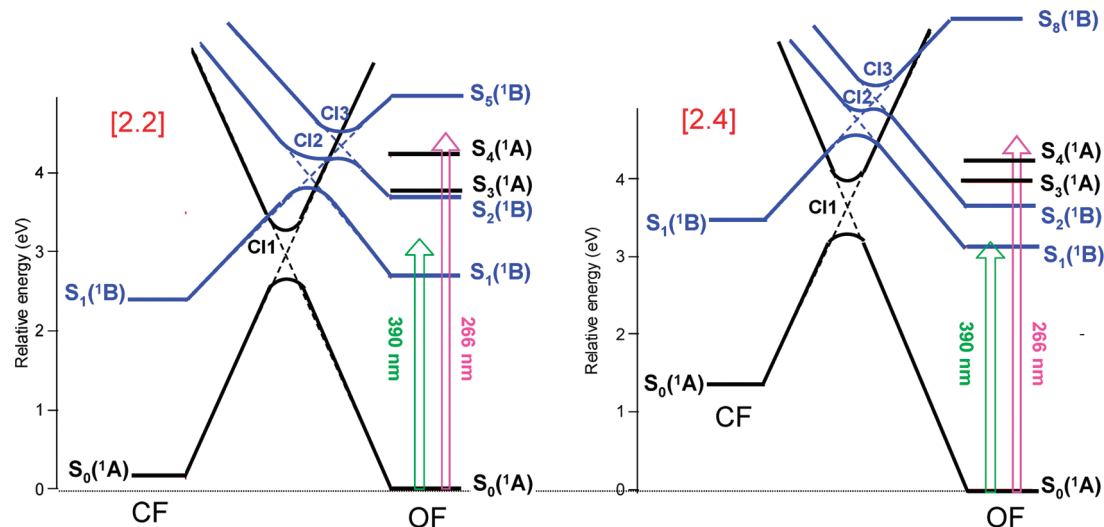 [2.2]
Relative energy (eV)
4
3
2
1
0
CI3
CI2
CI1
S₅(¹B)
S₄(¹A)
S₃(¹A)
S₂(¹B)
S₁(¹B)
S₁(¹B)
S₀(¹A)
S₀(¹A)
390 nm
266 nm
CF
OF
[2.4]
Relative energy (eV)
4
3
2
1
0
CI3
CI2
CI1
S₈(¹B)
S₄(¹A)
S₃(¹A)
S₂(¹B)
S₁(¹B)
S₁(¹B)
S₀(¹A)
S₀(¹A)
390 nm
266 nm
-
CF
OF